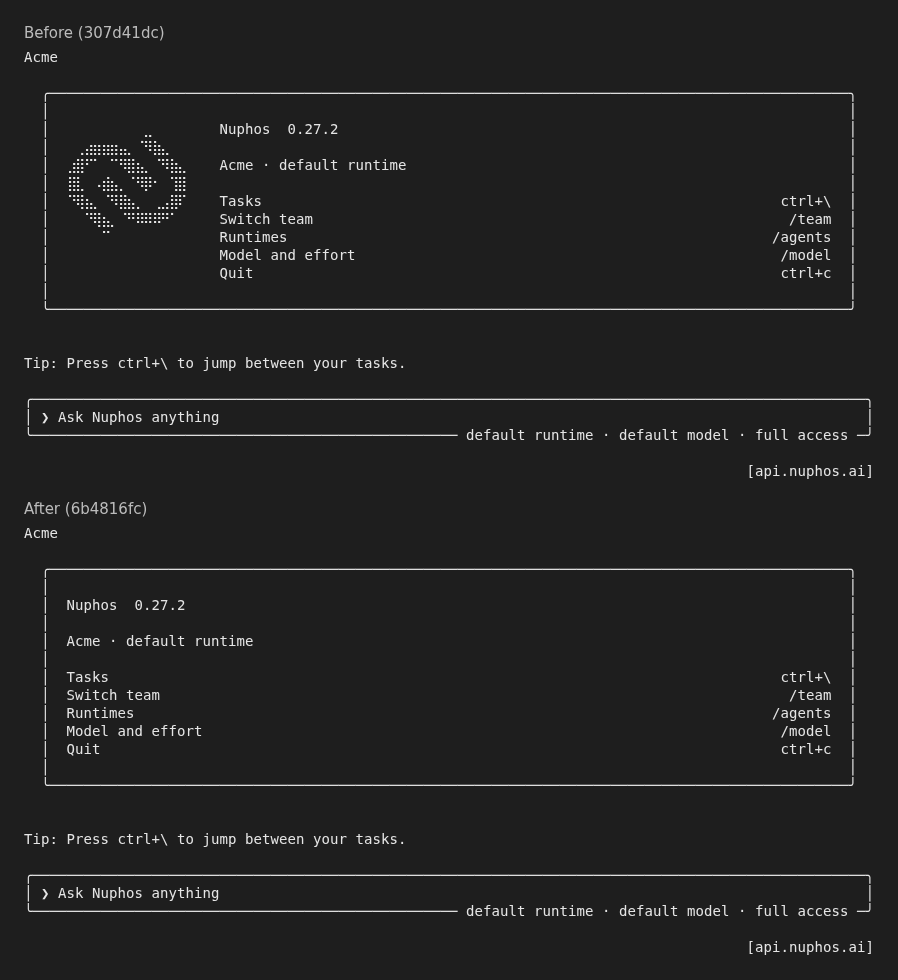 Before (307d41dc)
Acme
Nuphos  0.27.2
Acme · default runtime
Tasks ctrl+\
Switch team /team
Runtimes /agents
Model and effort /model
Quit ctrl+c
Tip: Press ctrl+\ to jump between your tasks.
❯ Ask Nuphos anything
default runtime · default model · full access
[api.nuphos.ai]
After (6b4816fc)
Acme
Nuphos  0.27.2
Acme · default runtime
Tasks ctrl+\
Switch team /team
Runtimes /agents
Model and effort /model
Quit ctrl+c
Tip: Press ctrl+\ to jump between your tasks.
❯ Ask Nuphos anything
default runtime · default model · full access
[api.nuphos.ai]